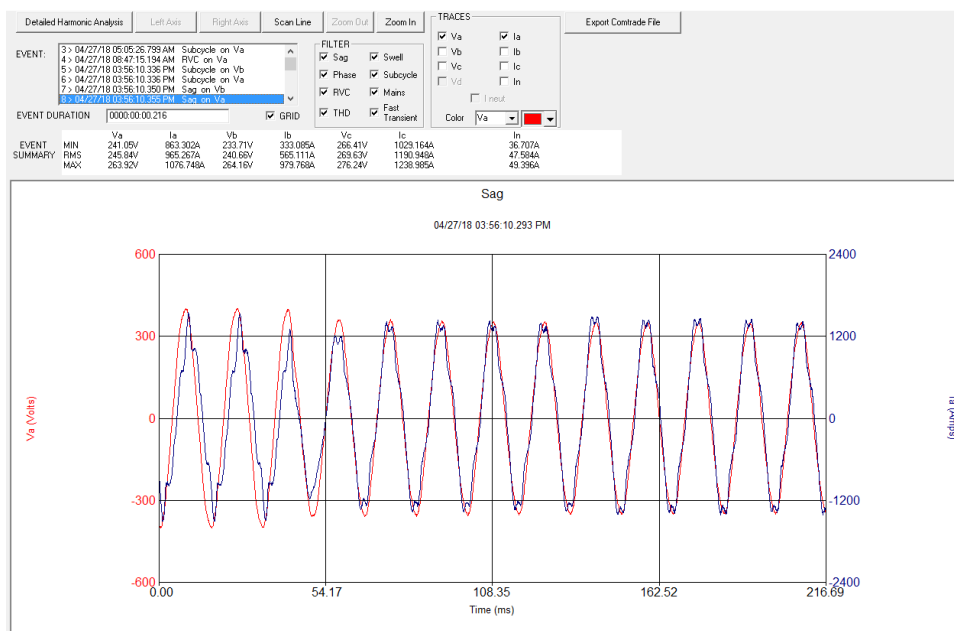 Detailed Harmonic Analysis Left Axis Right Axis Scan Line Zoom Out Zoom In Export Comtrade File
TRACES
Va Ia
Vb Ib
Vc Ic
Vd In
I neut
Color Va
EVENT:
3> 04/27/18 05:05:26.799 AM Subcycle on Va
4> 04/27/18 08:47:15.194 AM RVC on Va
5> 04/27/18 03:56:10.336 PM Subcycle on Vb
6> 04/27/18 03:56:10.336 PM Subcycle on Va
7> 04/27/18 03:56:10.350 PM Sag on Vb
8> 04/27/18 03:56:10.355 PM Sag on Va
EVENT DURATION 0000:00:00.216 GRID
FILTER
Sag Swell
Phase Subcycle
RVC Mains
THD Fast Transient
Va Ia Vb Ib Vc Ic In
EVENT SUMMARY
MIN 241.05V 863.302A 233.71V 333.085A 266.41V 1029.164A 36.707A
RMS 245.84V 965.267A 240.66V 565.111A 269.63V 1190.948A 47.584A
MAX 263.92V 1076.748A 264.16V 979.768A 276.24V 1238.985A 49.396A
Sag
04/27/18 03:56:10.293 PM
600 2400
300 1200
0 0
-300 -1200
-600 -2400
Va (Volts)
Ia (Amps)
0.00 54.17 108.35 162.52 216.69
Time (ms)